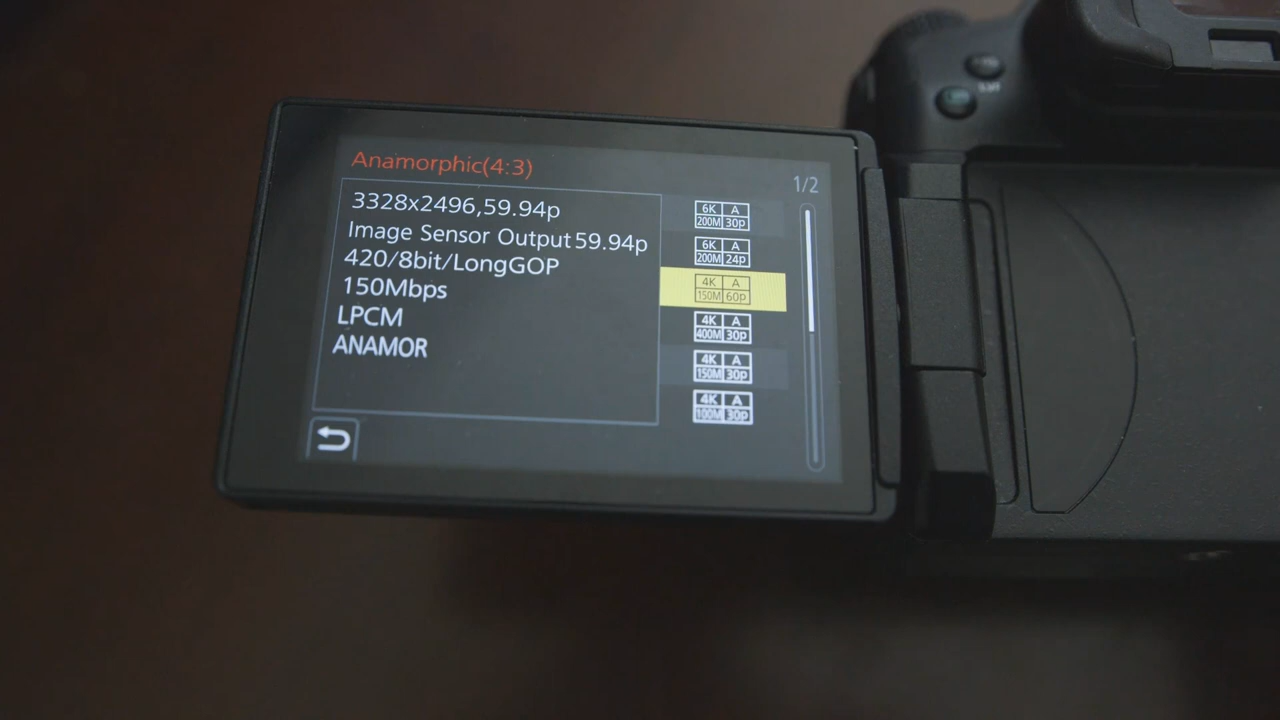 Anamorphic(4:3)
1/2
3328x2496,59.94p
Image Sensor Output 59.94p
420/8bit/LongGOP
150Mbps
LPCM
ANAMOR
6K A
200M 30p
6K A
200M 24p
4K A
150M 60p
4K A
400M 30p
4K A
150M 30p
4K A
100M 30p